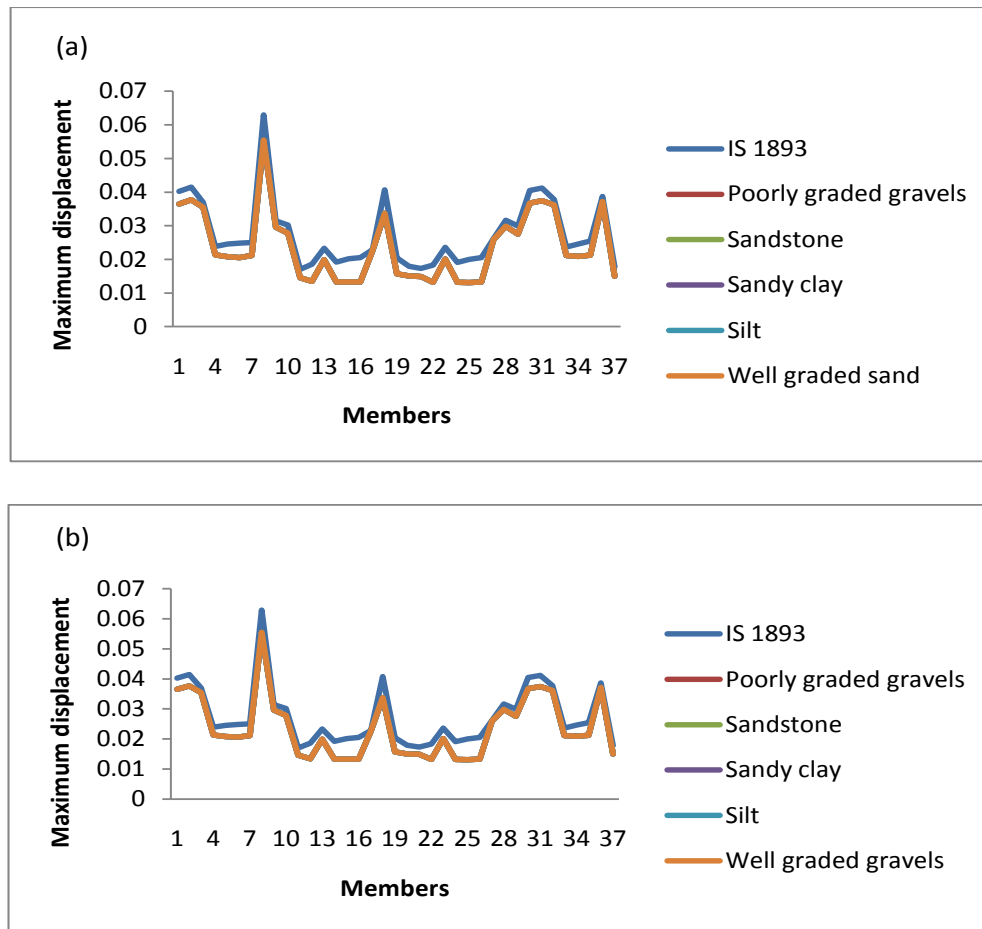 (a)
Maximum displacement
0.07
0.06
0.05
0.04
0.03
0.02
0.01
0
1 4 7 10 13 16 19 22 25 28 31 34 37
Members
IS 1893
Poorly graded gravels
Sandstone
Sandy clay
Silt
Well graded sand
(b)
Maximum displacement
0.07
0.06
0.05
0.04
0.03
0.02
0.01
0
1 4 7 10 13 16 19 22 25 28 31 34 37
Members
IS 1893
Poorly graded gravels
Sandstone
Sandy clay
Silt
Well graded gravels